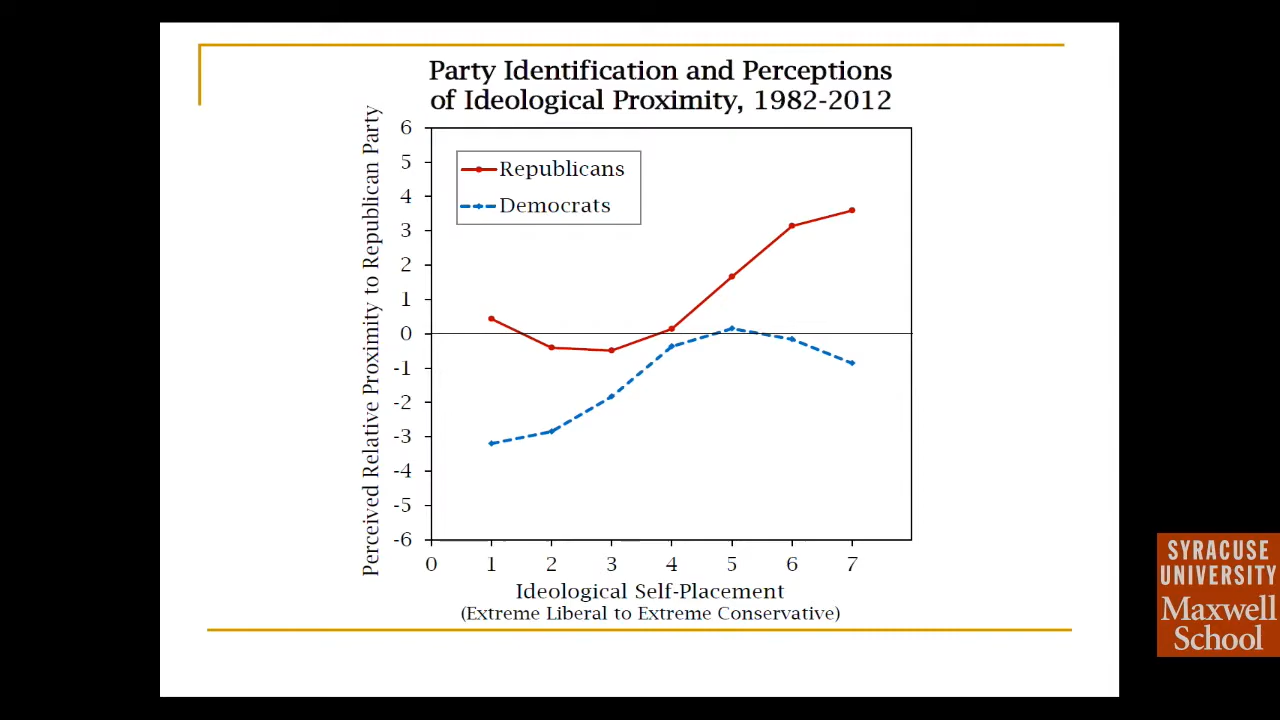 Party Identification and Perceptions
of Ideological Proximity, 1982-2012
Perceived Relative Proximity to Republican Party
6
5
4
3
2
1
0
-1
-2
-3
-4
-5
-6
Republicans
Democrats
0 1 2 3 4 5 6 7
Ideological Self-Placement
(Extreme Liberal to Extreme Conservative)
SYRACUSE
UNIVERSITY
Maxwell
School